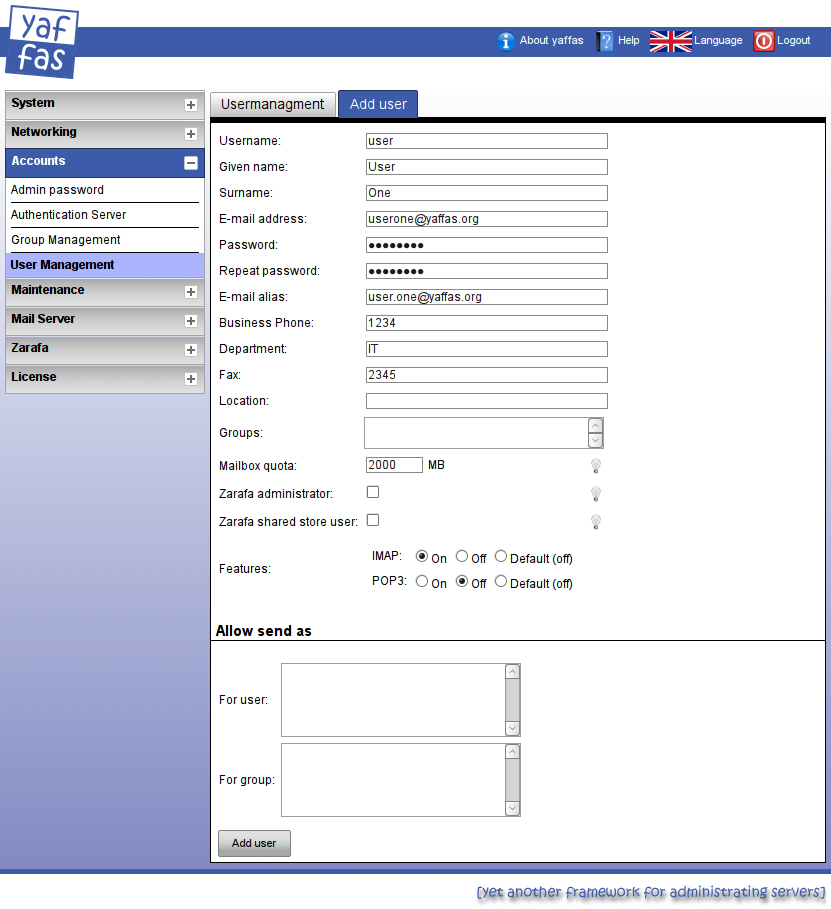 yaf
fas
About yaffas Help Language Logout
System
Networking
Accounts
Admin password
Authentication Server
Group Management
User Management
Maintenance
Mail Server
Zarafa
License
Usermanagment Add user
Username: user
Given name: User
Surname: One
E-mail address: userone@yaffas.org
Password: ●●●●●●●●
Repeat password: ●●●●●●●●
E-mail alias: user.one@yaffas.org
Business Phone: 1234
Department: IT
Fax: 2345
Location:
Groups:
Mailbox quota: 2000 MB
Zarafa administrator:
Zarafa shared store user:
Features:
IMAP: On Off Default (off)
POP3: On Off Default (off)
Allow send as
For user:
For group:
Add user
[yet another framework for administrating servers]